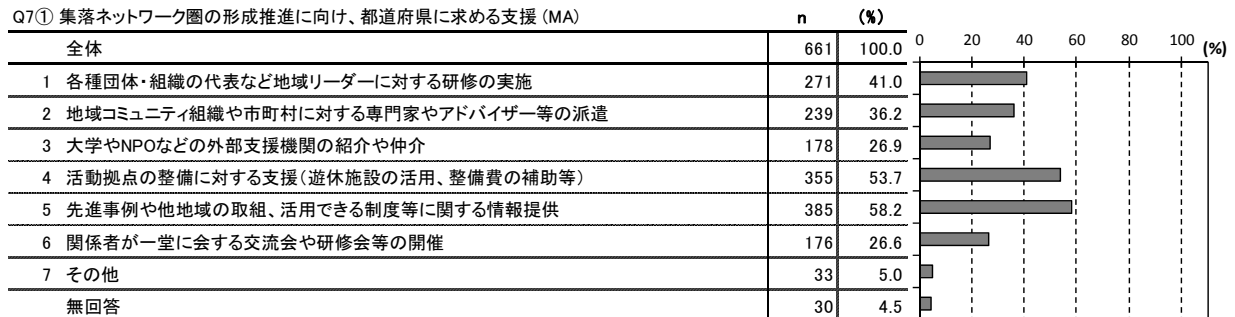 Q7① 集落ネットワーク圏の形成推進に向け、都道府県に求める支援 (MA) n (%)
全体 661 100.0
0 20 40 60 80 100 (%)
1 各種団体・組織の代表など地域リーダーに対する研修の実施 271 41.0
2 地域コミュニティ組織や市町村に対する専門家やアドバイザー等の派遣 239 36.2
3 大学やNPOなどの外部支援機関の紹介や仲介 178 26.9
4 活動拠点の整備に対する支援(遊休施設の活用、整備費の補助等) 355 53.7
5 先進事例や他地域の取組、活用できる制度等に関する情報提供 385 58.2
6 関係者が一堂に会する交流会や研修会等の開催 176 26.6
7 その他 33 5.0
無回答 30 4.5